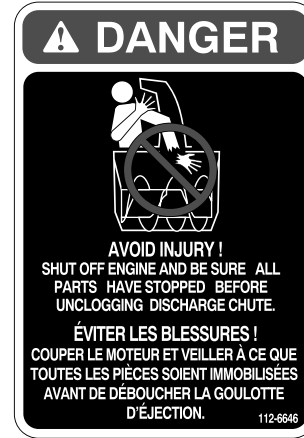 DANGER
AVOID INJURY !
SHUT OFF ENGINE AND BE SURE ALL
PARTS HAVE STOPPED BEFORE
UNCLOGGING DISCHARGE CHUTE.
ÉVITER LES BLESSURES !
COUPER LE MOTEUR ET VEILLER À CE QUE
TOUTES LES PIÈCES SOIENT IMMOBILISÉES
AVANT DE DÉBOUCHER LA GOULOTTE
D'ÉJECTION.
112-6646